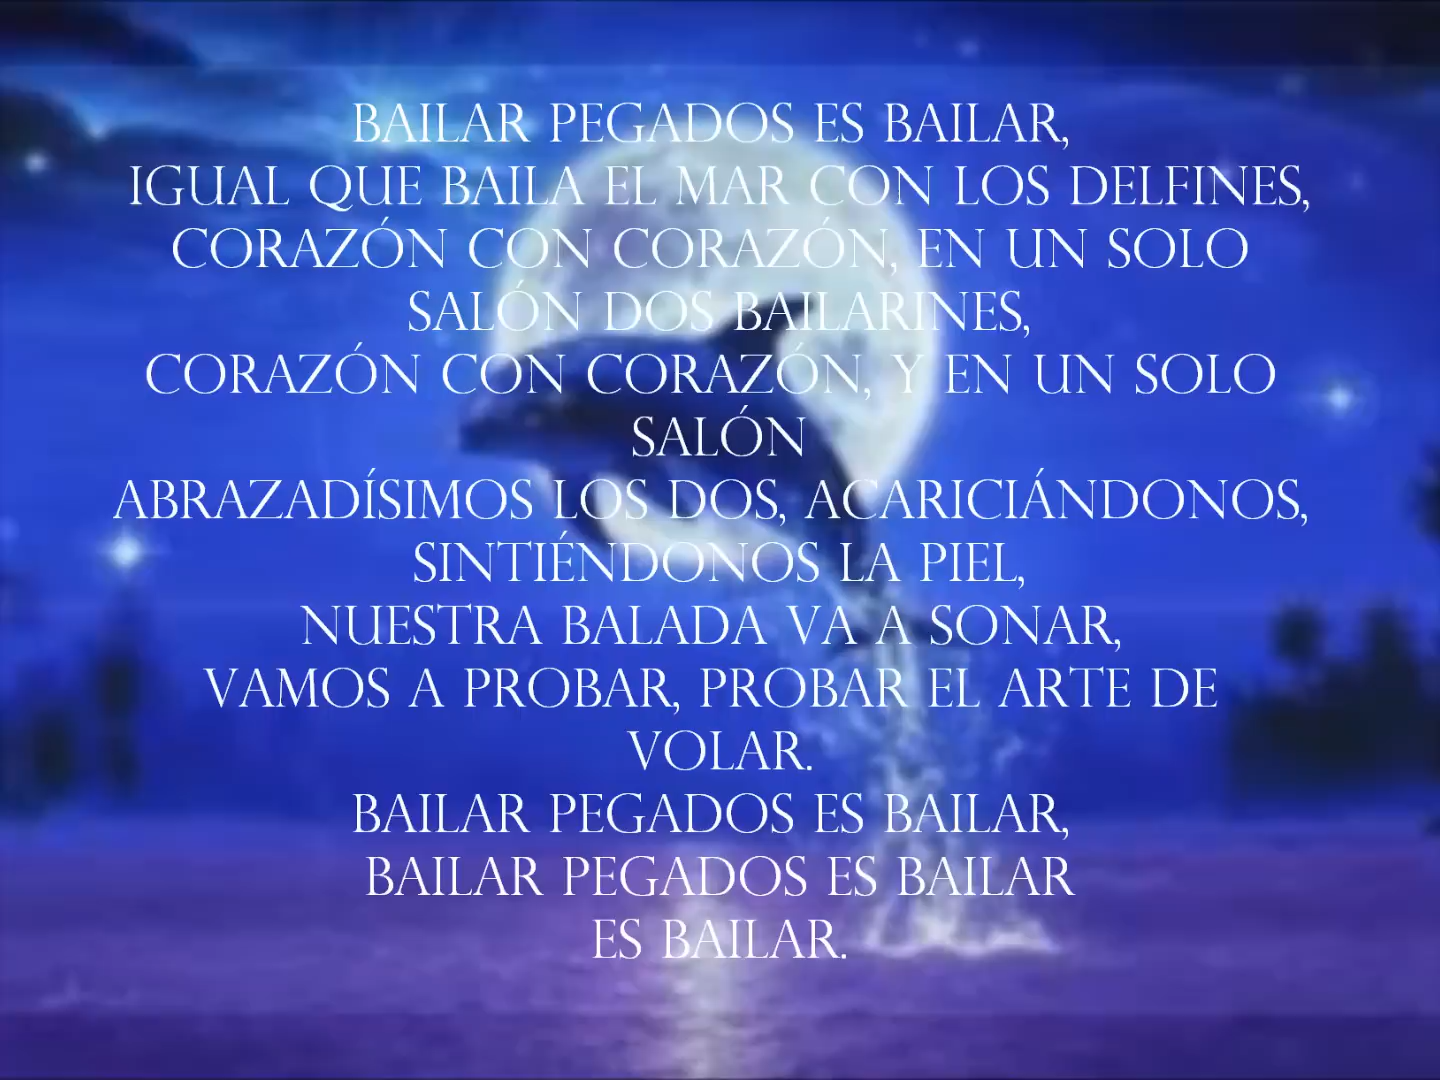 BAILAR PEGADOS ES BAILAR,
IGUAL QUE BAILA EL MAR CON LOS DELFINES,
CORAZÓN CON CORAZÓN, EN UN SOLO
SALÓN DOS BAILARINES,
CORAZÓN CON CORAZÓN, Y EN UN SOLO
SALÓN
ABRAZADÍSIMOS LOS DOS, ACARICIÁNDONOS,
SINTIÉNDONOS LA PIEL,
NUESTRA BALADA VA A SONAR,
VAMOS A PROBAR, PROBAR EL ARTE DE
VOLAR.
BAILAR PEGADOS ES BAILAR,
BAILAR PEGADOS ES BAILAR
ES BAILAR.